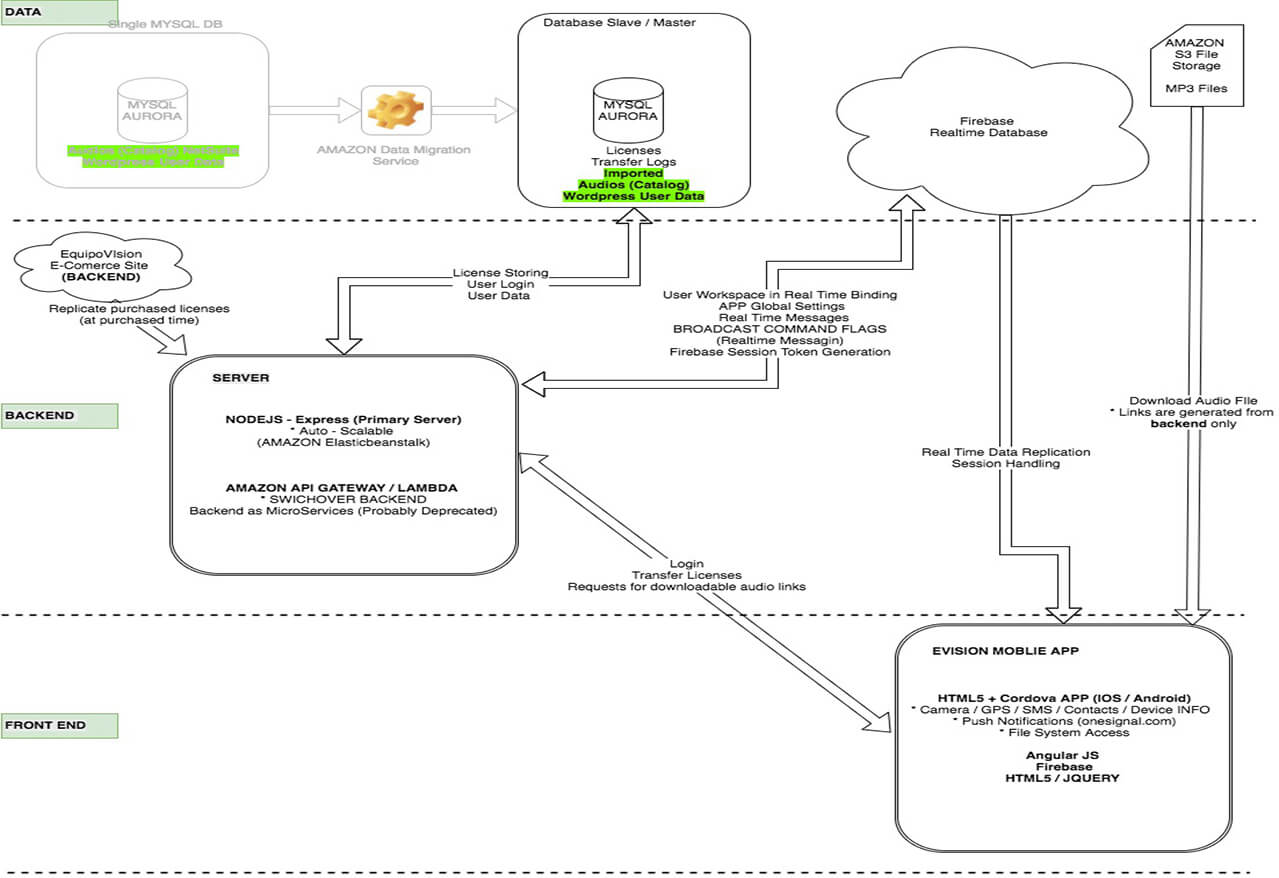 DATA
Single MYSQL DB
MYSQL
AURORA
Wordpress User Data
AMAZON Data Migration
Service
Database Slave / Master
MYSQL
AURORA
Licenses
Transfer Logs
Imported
Audios (Catalog)
Wordpress User Data
Firebase
Realtime Database
AMAZON
S3 File
Storage
MP3 Files
EquipoVIsion
E-Comerce Site
(BACKEND)
Replicate purchased licenses
(at purchased time)
License Storing
User Login
User Data
User Workspace in Real Time Binding
APP Global Settings
Real Time Messages
BROADCAST COMMAND FLAGS
(Realtime Messagin)
Firebase Session Token Generation
BACKEND
SERVER
NODEJS - Express (Primary Server)
* Auto - Scalable
(AMAZON Elasticbeanstalk)
AMAZON API GATEWAY / LAMBDA
* SWICHOVER BACKEND
Backend as MicroServices (Probably Deprecated)
Download Audio FIle
* Links are generated from
backend only
Real Time Data Replication
Session Handling
Login
Transfer Licenses
Requests for downloadable audio links
FRONT END
EVISION MOBLIE APP
HTML5 + Cordova APP (IOS / Android)
* Camera / GPS / SMS / Contacts / Device INFO
* Push Notifications (onesignal.com)
* File System Access
Angular JS
Firebase
HTML5 / JQUERY